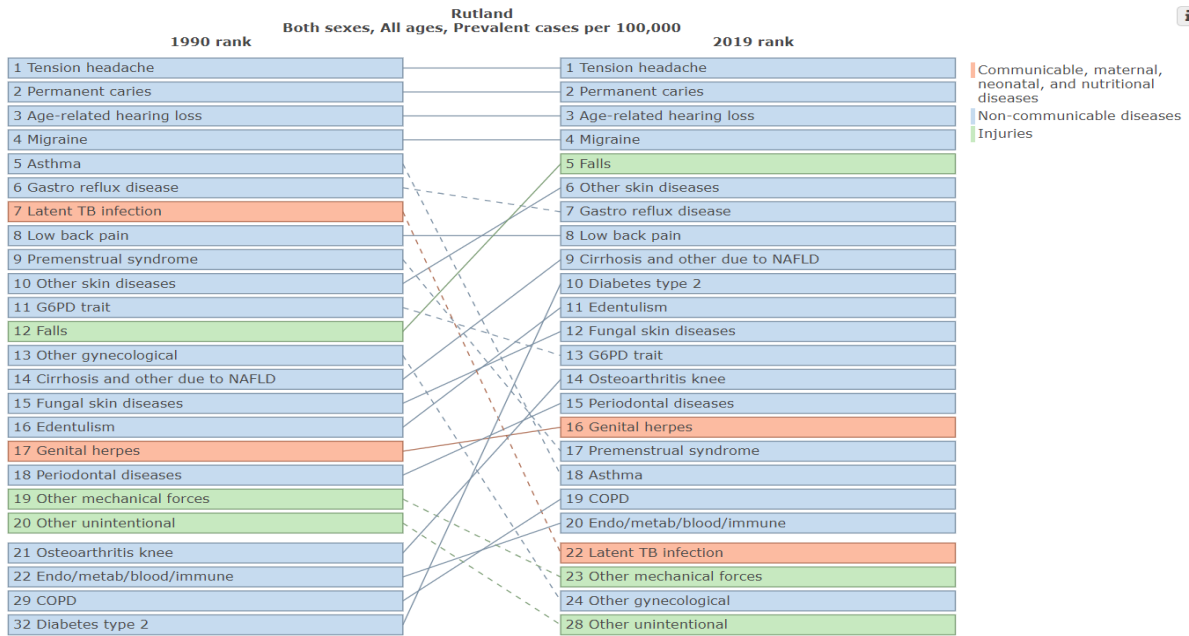 Rutland
Both sexes, All ages, Prevalent cases per 100,000
1990 rank
2019 rank
1 Tension headache
2 Permanent caries
3 Age-related hearing loss
4 Migraine
5 Asthma
6 Gastro reflux disease
7 Latent TB infection
8 Low back pain
9 Premenstrual syndrome
10 Other skin diseases
11 G6PD trait
12 Falls
13 Other gynecological
14 Cirrhosis and other due to NAFLD
15 Fungal skin diseases
16 Edentulism
17 Genital herpes
18 Periodontal diseases
19 Other mechanical forces
20 Other unintentional
21 Osteoarthritis knee
22 Endo/metab/blood/immune
29 COPD
32 Diabetes type 2
1 Tension headache
2 Permanent caries
3 Age-related hearing loss
4 Migraine
5 Falls
6 Other skin diseases
7 Gastro reflux disease
8 Low back pain
9 Cirrhosis and other due to NAFLD
10 Diabetes type 2
11 Edentulism
12 Fungal skin diseases
13 G6PD trait
14 Osteoarthritis knee
15 Periodontal diseases
16 Genital herpes
17 Premenstrual syndrome
18 Asthma
19 COPD
20 Endo/metab/blood/immune
22 Latent TB infection
23 Other mechanical forces
24 Other gynecological
28 Other unintentional
Communicable, maternal,
neonatal, and nutritional
diseases
Non-communicable diseases
Injuries
i